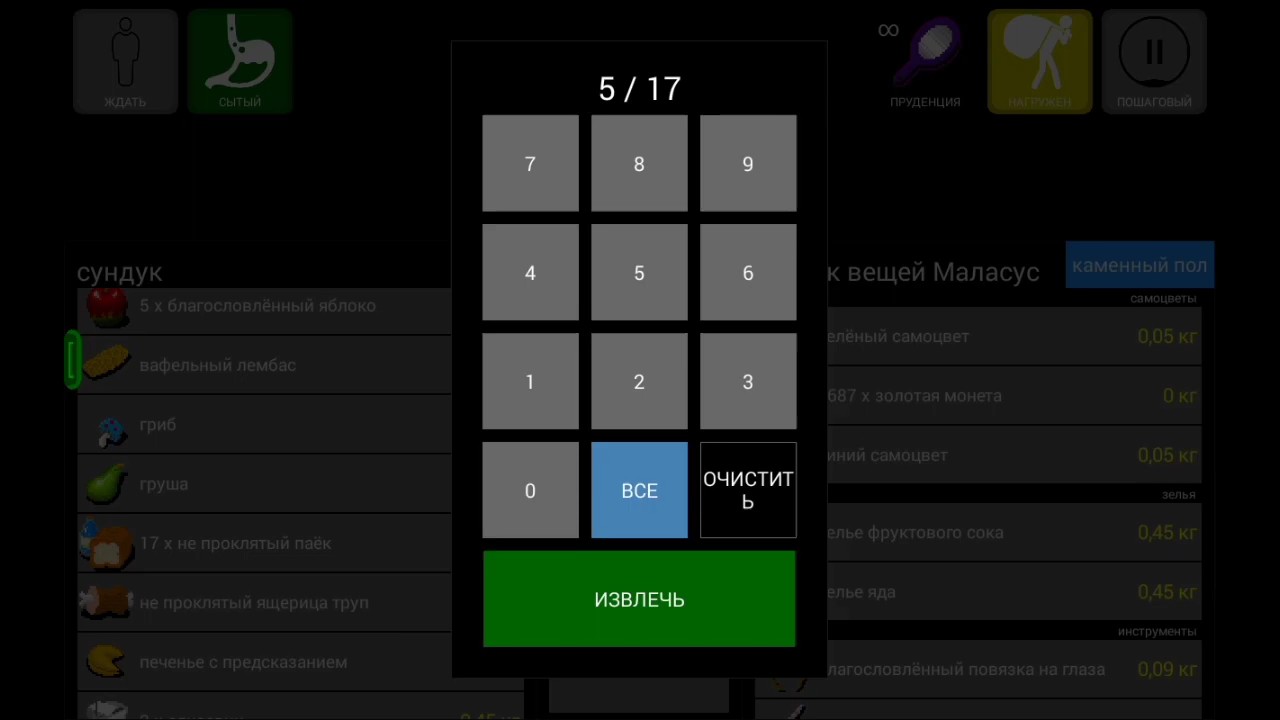 ЖДАТЬ
СЫТЫЙ
∞
ПРУДЕНЦИЯ
НАГРУЖЕН
ПОШАГОВЫЙ
5 / 17
7 8 9
4 5 6
1 2 3
0 ВСЕ ОЧИСТИТ
Ь
ИЗВЛЕЧЬ
сундук
5 x благословлённый яблоко
вафельный лембас
гриб
груша
17 x не проклятый паёк
не проклятый ящерица труп
печенье с предсказанием
к вещей Маласус
каменный пол
самоцветы
елёный самоцвет 0,05 кг
687 x золотая монета 0 кг
иний самоцвет 0,05 кг
зелья
елье фруктового сока 0,45 кг
елье яда 0,45 кг
инструменты
лагословлённый повязка на глаза 0,09 кг